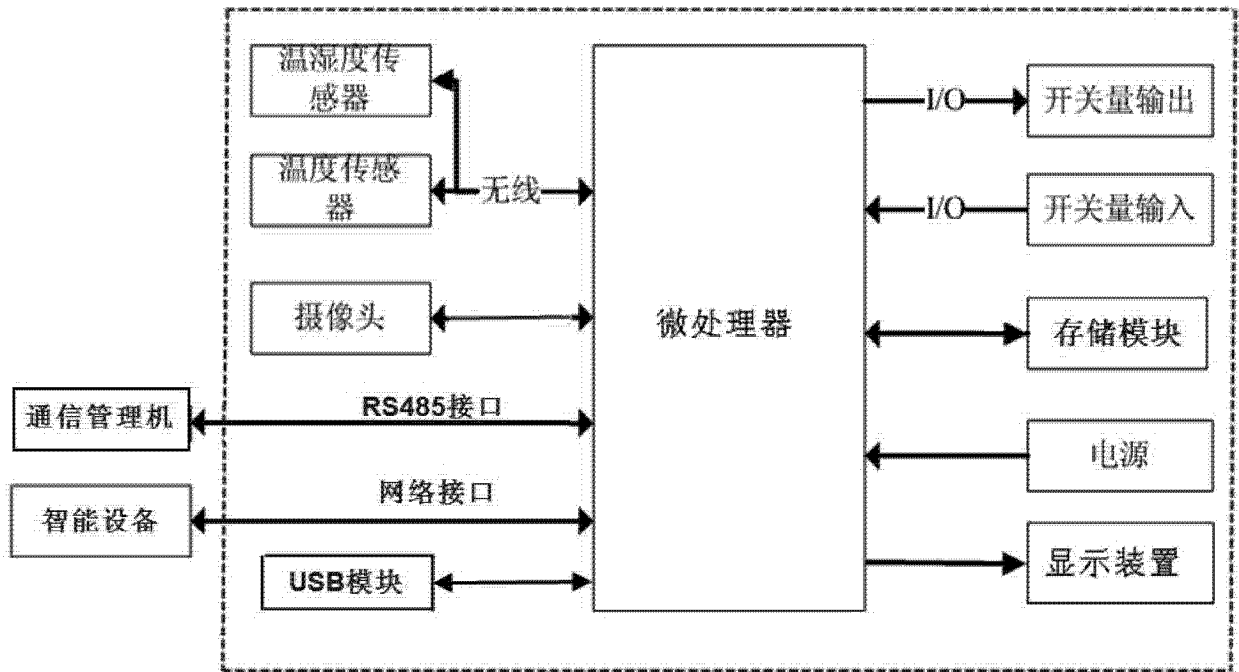 温湿度传
感器
温度传感
器
无线
摄像头
通信管理机
RS485接口
智能设备
网络接口
USB模块
微处理器
I/O
开关量输出
I/O
开关量输入
存储模块
电源
显示装置